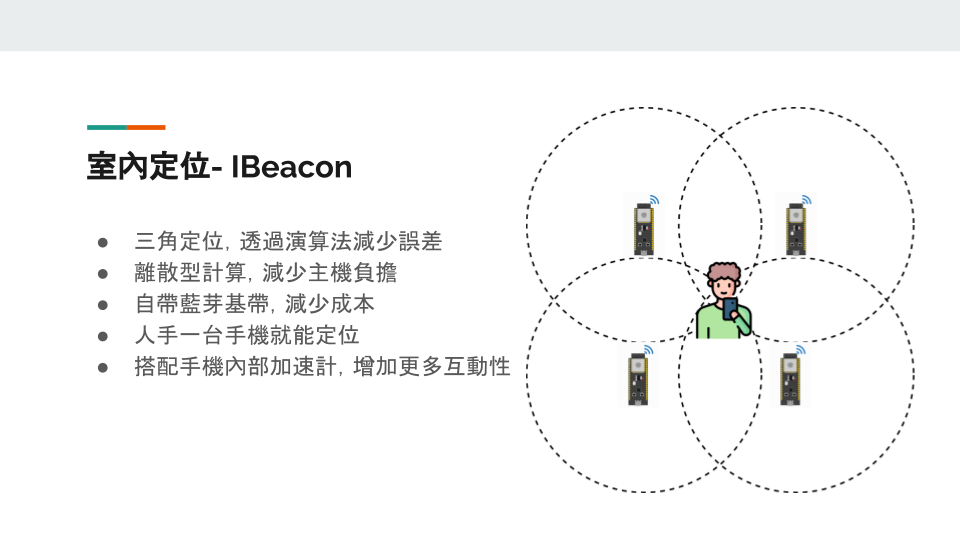 室內定位- IBeacon
● 三角定位, 透過演算法減少誤差
● 離散型計算, 減少主機負擔
● 自帶藍芽基帶, 減少成本
● 人手一台手機就能定位
● 搭配手機內部加速計, 增加更多互動性